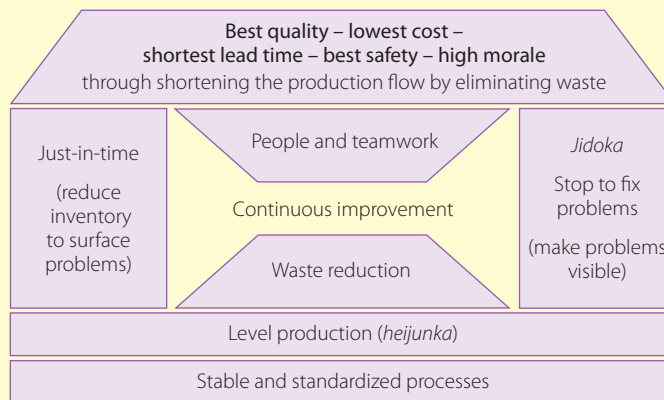 Best quality – lowest cost –
shortest lead time – best safety – high morale
through shortening the production flow by eliminating waste
Just-in-time
(reduce
inventory
to surface
problems)
People and teamwork
Continuous improvement
Waste reduction
Jidoka
Stop to fix
problems
(make problems
visible)
Level production (heijunka)
Stable and standardized processes